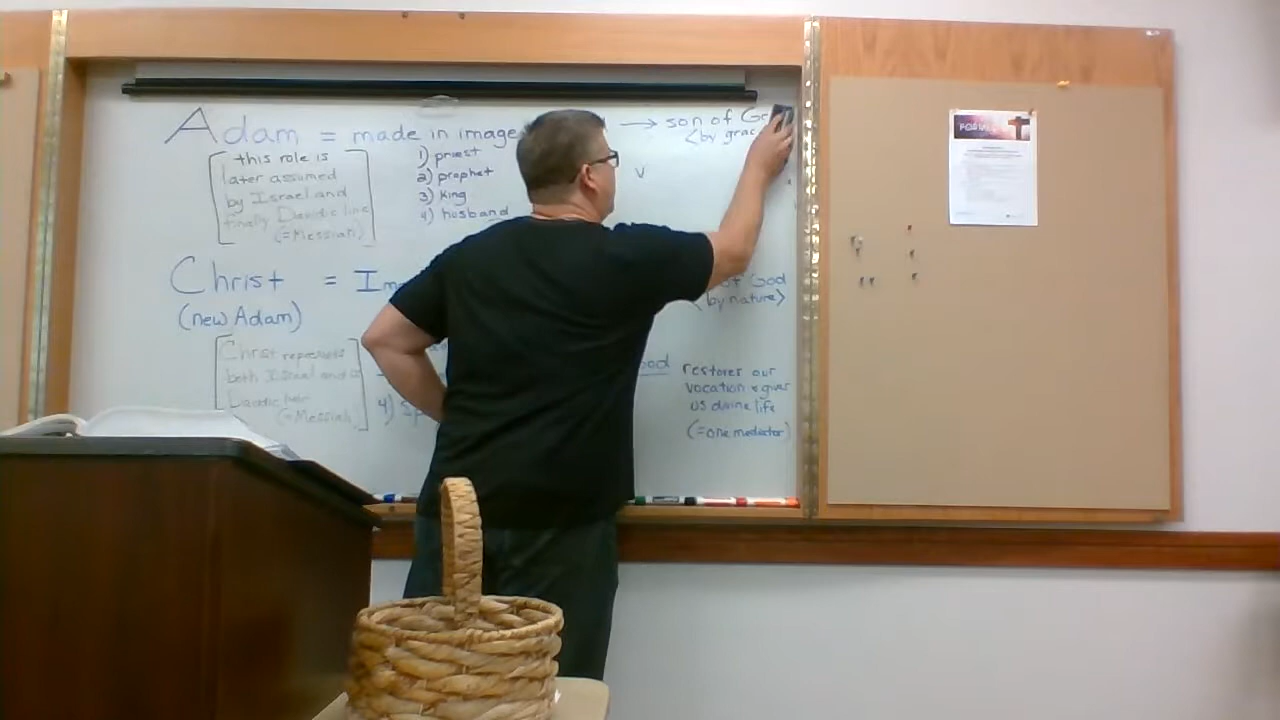 Adam = made in image → son of G
<by grac
[this role is
later assumed
by Israel and
finally Davidic line
(=Messiah)]
1) priest
2) prophet
3) king
4) husband
v
Christ = Im
(new Adam)
of God
<by nature>
[Christ represents
both Israel and
Davidic heir
(=Messiah)]
4) Sp
restores our
vocation & gives
us divine life
(=one mediator)
FORM